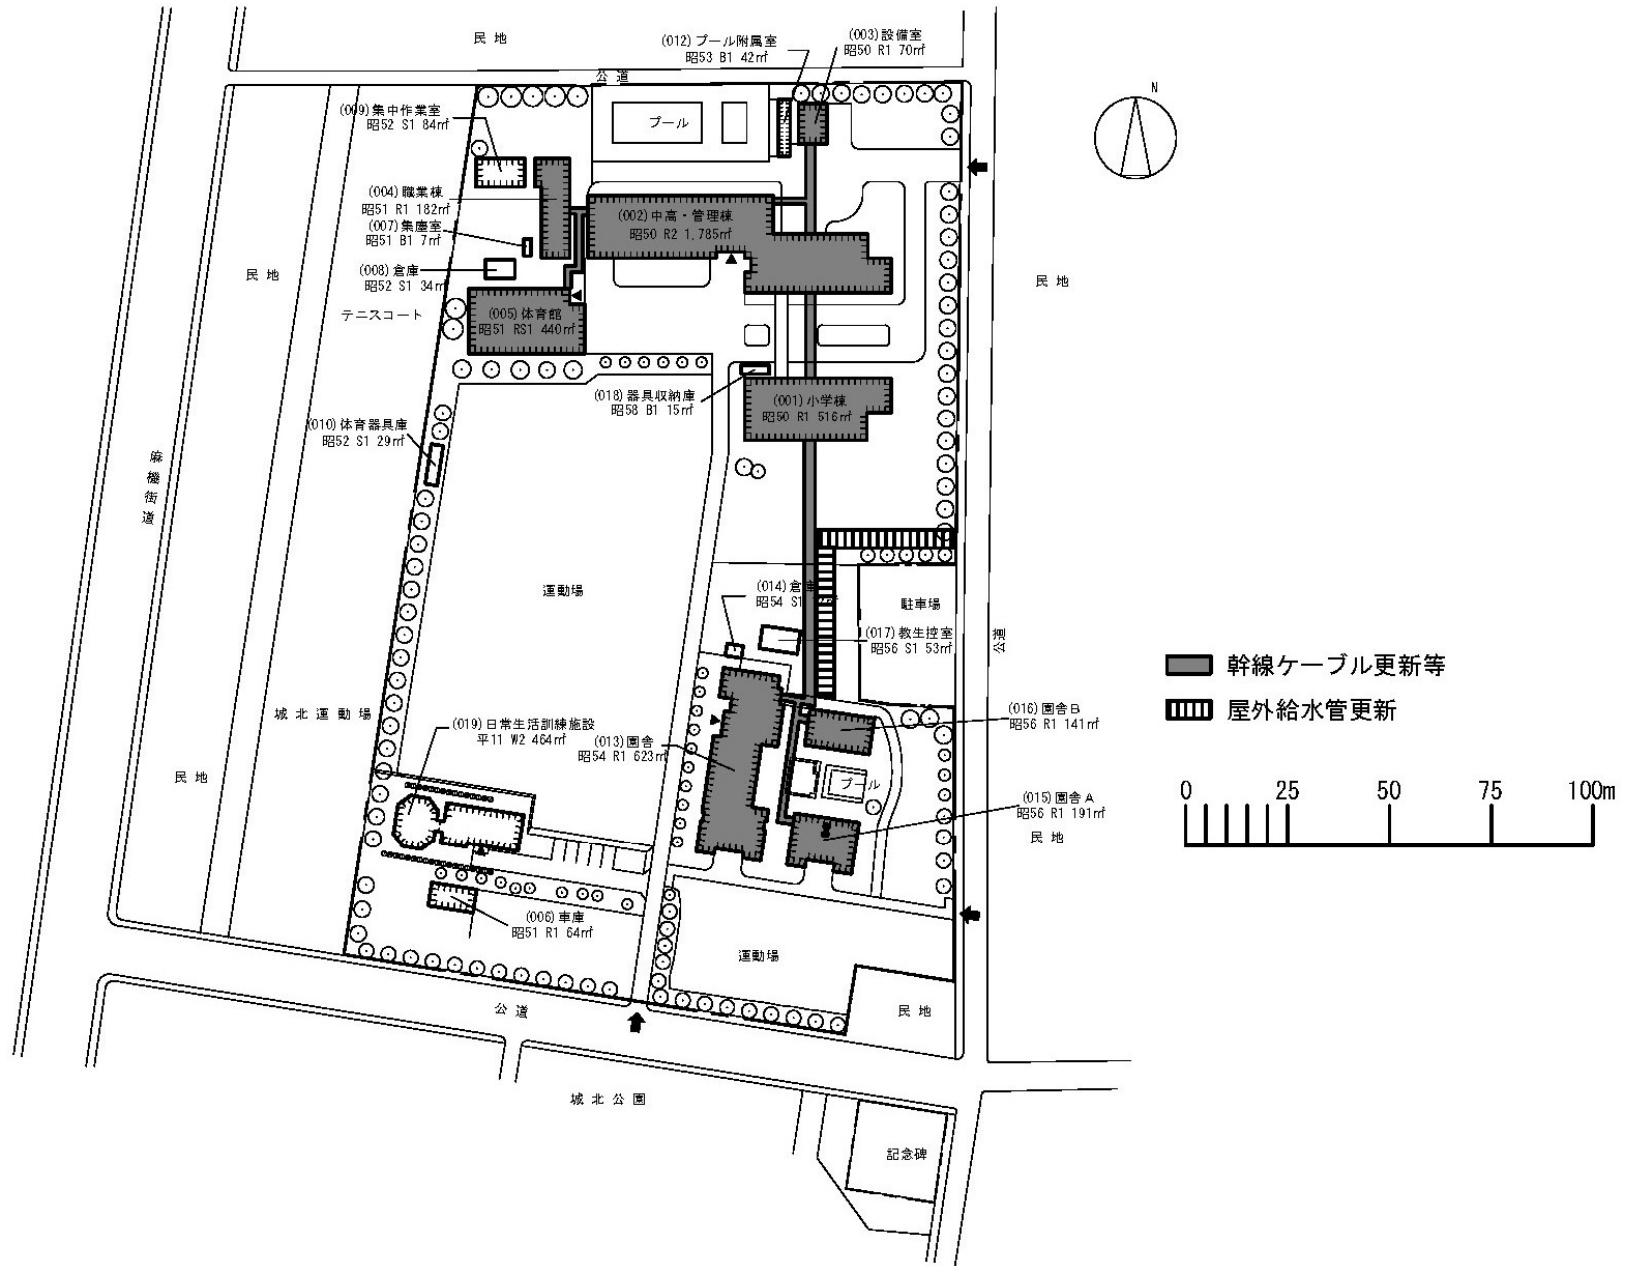 民地
(012)プール附属室
昭53 B1 42㎡
(003)設備室
昭50 R1 70㎡
公道
N
(009)集中作業室
昭52 S1 84㎡
プール
(004)職業棟
昭51 R1 182㎡
(002)中高・管理棟
昭50 R2 1,785㎡
(007)集塵室
昭51 B1 7㎡
(008)倉庫
昭52 S1 34㎡
民地
民地
テニスコート
(005)体育館
昭51 RS1 440㎡
(018)器具収納庫
昭58 B1 15㎡
(001)小学棟
昭50 R1 516㎡
(010)体育器具庫
昭52 S1 29㎡
麻機街道
運動場
(014)倉庫
昭54 S1
駐車場
(017)教生控室
昭56 S1 53㎡
公道
幹線ケーブル更新等
屋外給水管更新
城北運動場
(019)日常生活訓練施設
平11 W2 464㎡
(013)園舎
昭54 R1 623㎡
(016)園舎B
昭56 R1 141㎡
民地
プール
(015)園舎A
昭56 R1 191㎡
民地
0 25 50 75 100m
(006)車庫
昭51 R1 64㎡
運動場
公道
民地
城北公園
記念碑